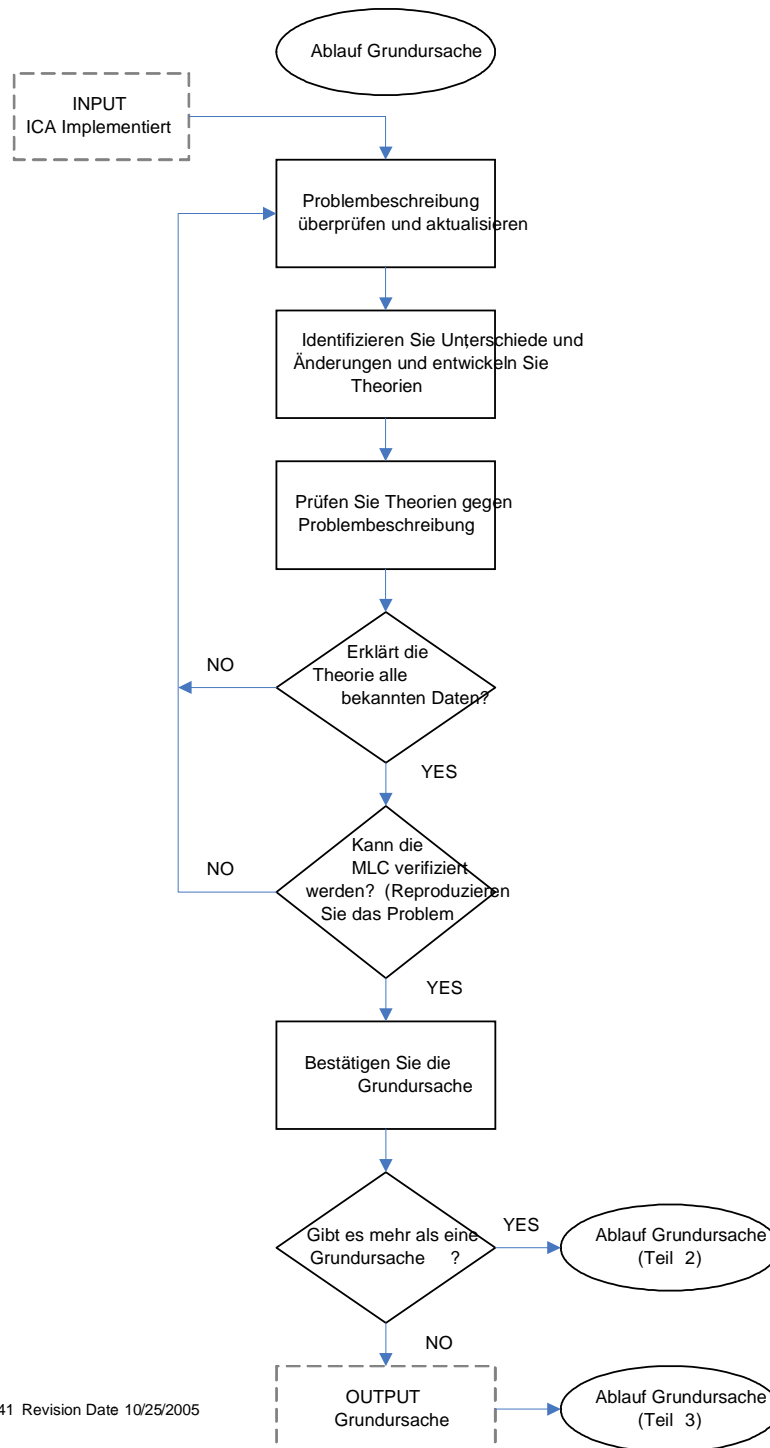 Ablauf Grundursache
INPUT
ICA Implementiert
Problembeschreibung
überprüfen und aktualisieren
Identifizieren Sie Unterschiede und
Änderungen und entwickeln Sie
Theorien
Prüfen Sie Theorien gegen
Problembeschreibung
Erklärt die
Theorie alle
bekannten Daten?
NO
YES
Kann die
MLC verifiziert
werden? (Reproduzieren
Sie das Problem
NO
YES
Bestätigen Sie die
Grundursache
Gibt es mehr als eine
Grundursache ?
YES
Ablauf Grundursache
(Teil 2)
NO
OUTPUT
Grundursache
Ablauf Grundursache
(Teil 3)
41 Revision Date 10/25/2005